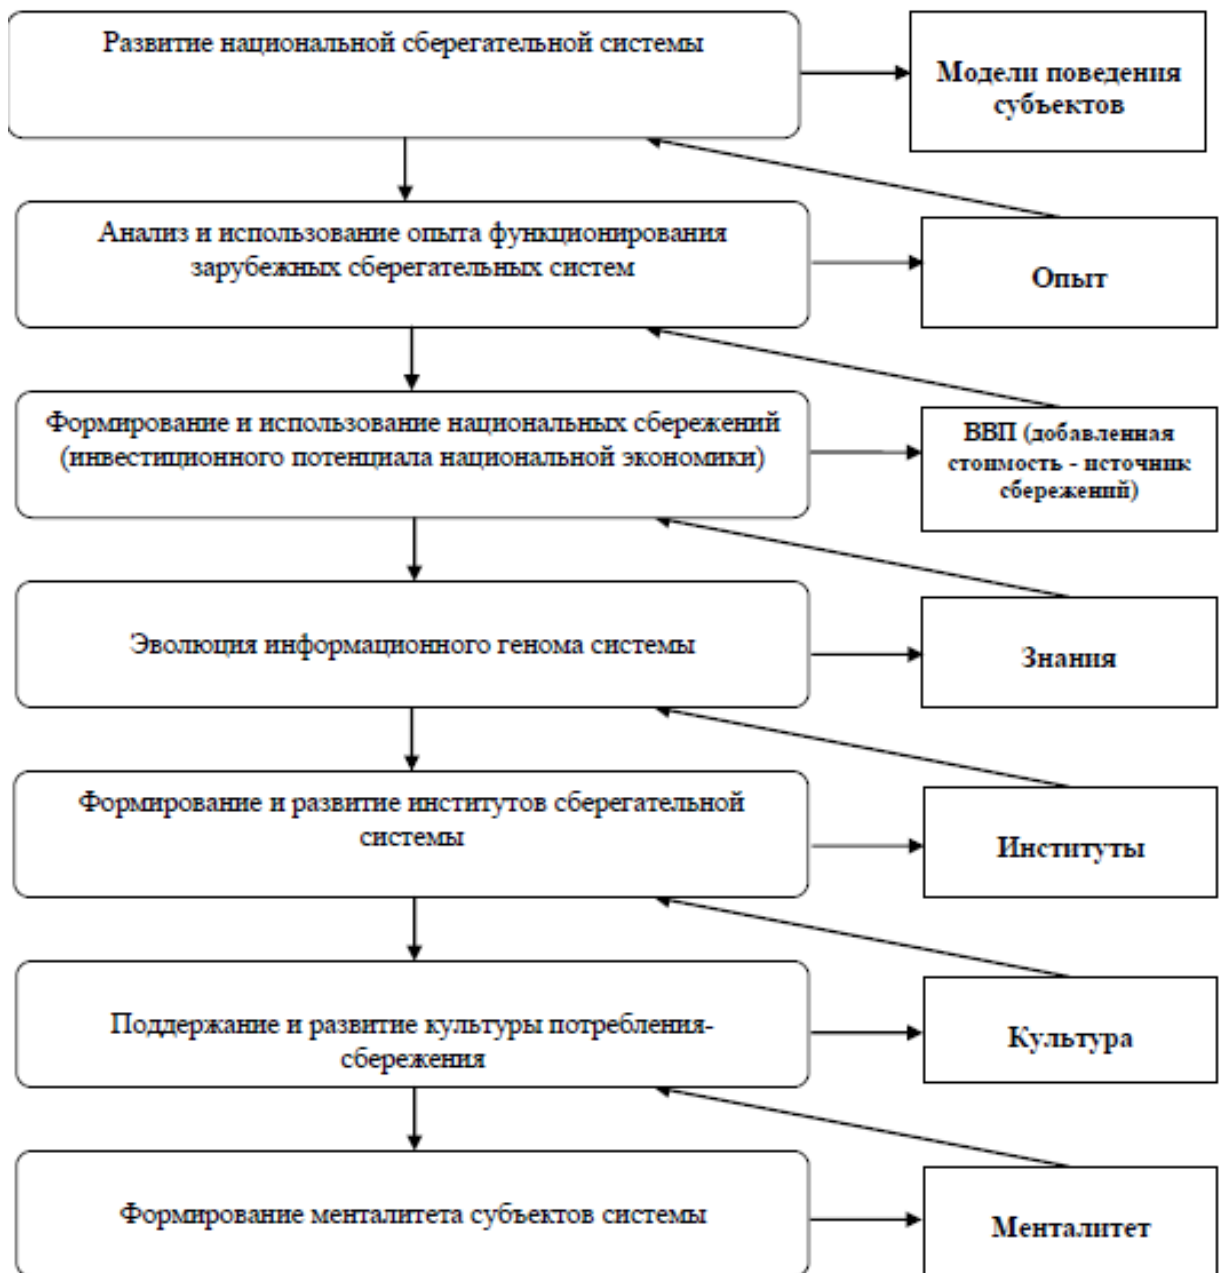 Развитие национальной сберегательной системы
Модели поведения
субъектов
Анализ и использование опыта функционирования
зарубежных сберегательных систем
Опыт
Формирование и использование национальных сбережений
(инвестиционного потенциала национальной экономики)
ВВП (добавленная
стоимость - источник
сбережений)
Эволюция информационного генома системы
Знания
Формирование и развитие институтов сберегательной
системы
Институты
Поддержание и развитие культуры потребления-
сбережения
Культура
Формирование менталитета субъектов системы
Менталитет